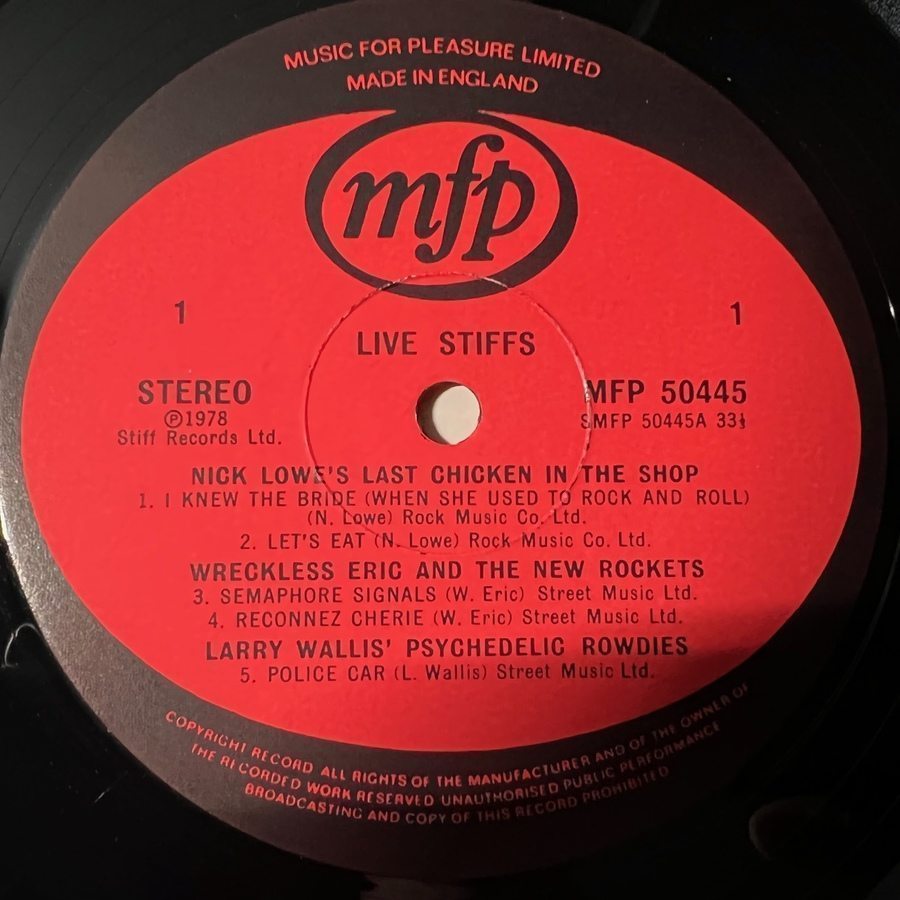 MUSIC FOR PLEASURE LIMITED
MADE IN ENGLAND
mfp
1 1
LIVE STIFFS
STEREO MFP 50445
Ⓟ1978 SMFP 50445A 33⅓
Stiff Records Ltd.
NICK LOWE'S LAST CHICKEN IN THE SHOP
1. I KNEW THE BRIDE (WHEN SHE USED TO ROCK AND ROLL)
(N. Lowe) Rock Music Co. Ltd.
2. LET'S EAT (N. Lowe) Rock Music Co. Ltd.
WRECKLESS ERIC AND THE NEW ROCKETS
3. SEMAPHORE SIGNALS (W. Eric) Street Music Ltd.
4. RECONNEZ CHERIE (W. Eric) Street Music Ltd.
LARRY WALLIS' PSYCHEDELIC ROWDIES
5. POLICE CAR (L. Wallis) Street Music Ltd.
COPYRIGHT RECORD ALL RIGHTS OF THE MANUFACTURER AND OF THE OWNER OF
THE RECORDED WORK RESERVED UNAUTHORISED PUBLIC PERFORMANCE
BROADCASTING AND COPY OF THIS RECORD PROHIBITED